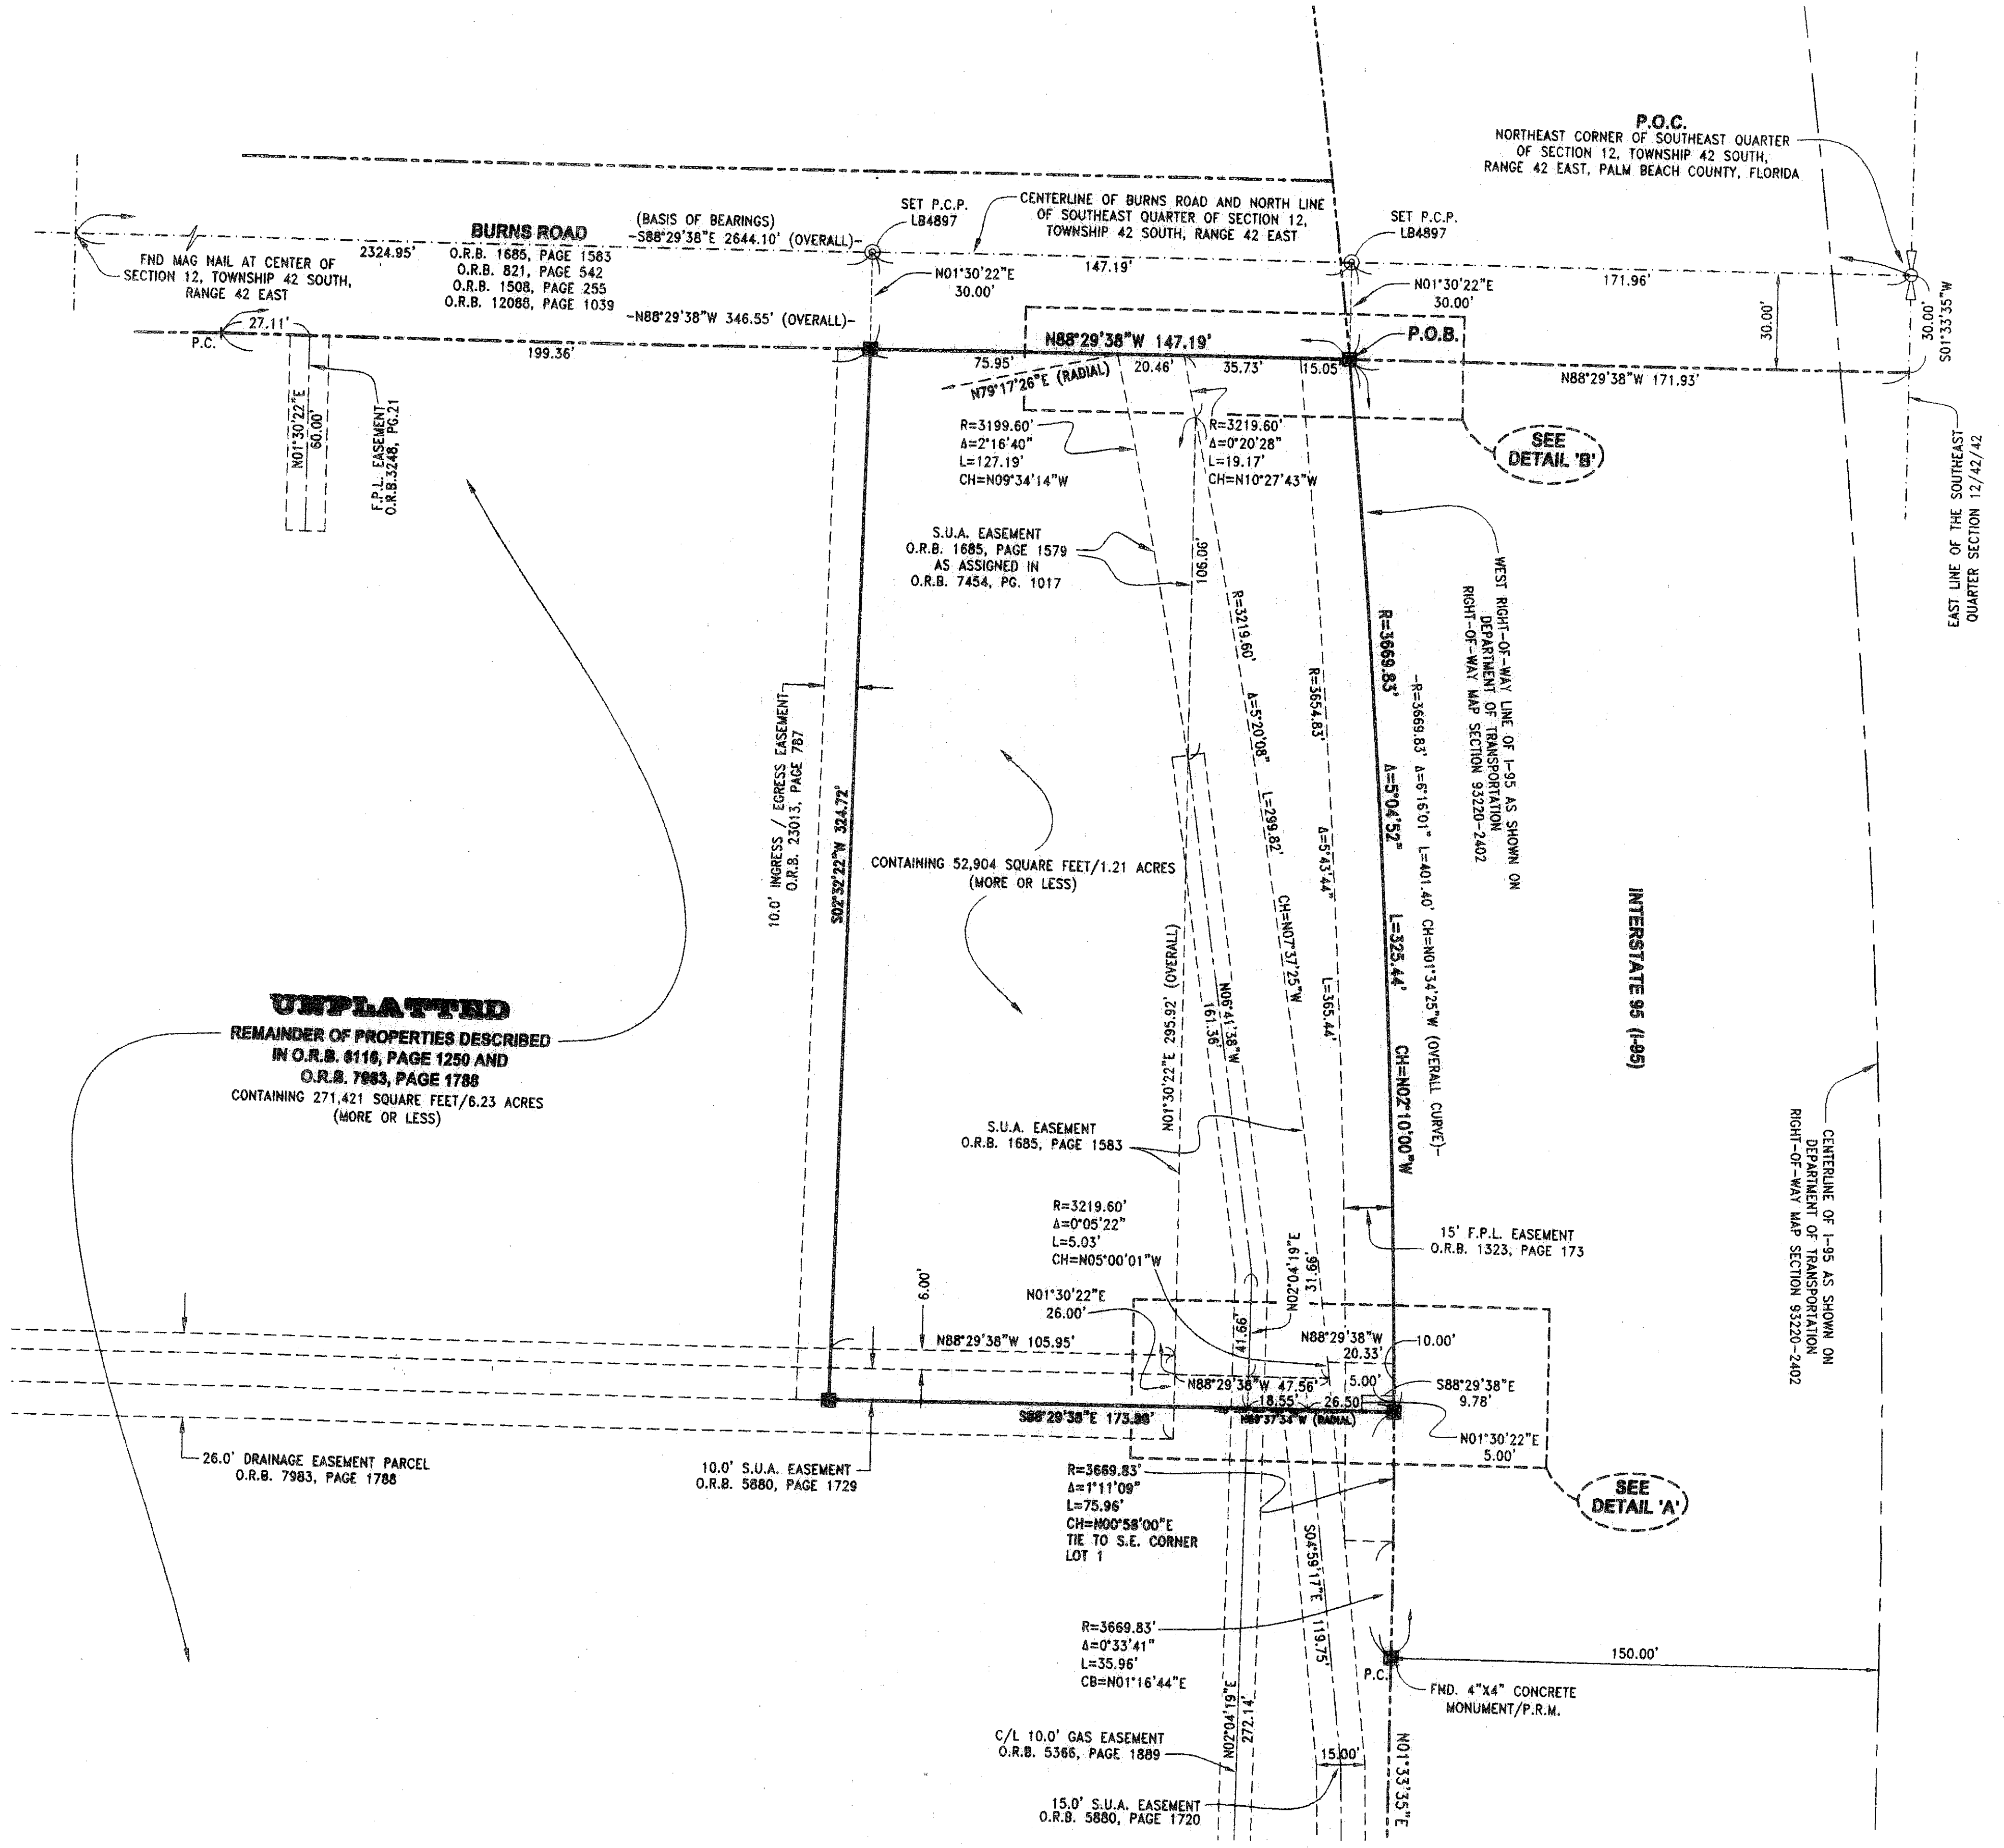 P.O.C.
NORTHEAST CORNER OF SOUTHEAST QUARTER
OF SECTION 12, TOWNSHIP 42 SOUTH,
RANGE 42 EAST, PALM BEACH COUNTY, FLORIDA
SET P.C.P.
LB4897
CENTERLINE OF BURNS ROAD AND NORTH LINE
OF SOUTHEAST QUARTER OF SECTION 12,
TOWNSHIP 42 SOUTH, RANGE 42 EAST
SET P.C.P.
LB4897
(BASIS OF BEARINGS)
-S88°29'38"E 2644.10' (OVERALL)-
BURNS ROAD
O.R.B. 1685, PAGE 1583
O.R.B. 821, PAGE 542
O.R.B. 1508, PAGE 255
O.R.B. 12088, PAGE 1039
2324.95'
FND MAG NAIL AT CENTER OF
SECTION 12, TOWNSHIP 42 SOUTH,
RANGE 42 EAST
N01°30'22"E
30.00'
147.19'
N01°30'22"E
30.00'
171.96'
30.00'
30.00'
S01°33'35"W
-N88°29'38"W 346.55' (OVERALL)-
27.11'
P.C.
199.36'
N88°29'38"W 147.19'
P.O.B.
75.95'
20.46'
35.73'
15.05'
N79°17'26"E (RADIAL)
N88°29'38"W 171.93'
N01°30'22"E
60.00'
F.P.L. EASEMENT
O.R.B.3248, PG.21
R=3199.60'
Δ=2°16'40"
L=127.19'
CH=N09°34'14"W
R=3219.60'
Δ=0°20'28"
L=19.17'
CH=N10°27'43"W
SEE
DETAIL 'B'
EAST LINE OF THE SOUTHEAST
QUARTER SECTION 12/42/42
S.U.A. EASEMENT
O.R.B. 1685, PAGE 1579
AS ASSIGNED IN
O.R.B. 7454, PG. 1017
106.06'
R=3219.60' Δ=5°20'08" L=299.82' CH=N07°37'25"W
R=3654.83' Δ=5°43'44" L=365.44'
R=3669.83' Δ=5°04'52" L=325.44' CH=N02°10'00"W
-R=3669.83' Δ=6°16'01" L=401.40' CH=N01°34'25"W (OVERALL CURVE)-
WEST RIGHT-OF-WAY LINE OF I-95 AS SHOWN ON
DEPARTMENT OF TRANSPORTATION
RIGHT-OF-WAY MAP SECTION 93220-2402
10.0' INGRESS / EGRESS EASEMENT
O.R.B. 23013, PAGE 787
S02°32'22"W 324.72'
CONTAINING 52,904 SQUARE FEET/1.21 ACRES
(MORE OR LESS)
INTERSTATE 95 (I-95)
N01°30'22"E 295.92' (OVERALL)
N06°41'38"W
161.36'
UNPLATTED
REMAINDER OF PROPERTIES DESCRIBED
IN O.R.B. 6116, PAGE 1250 AND
O.R.B. 7983, PAGE 1788
CONTAINING 271,421 SQUARE FEET/6.23 ACRES
(MORE OR LESS)
S.U.A. EASEMENT
O.R.B. 1685, PAGE 1583
CENTERLINE OF I-95 AS SHOWN ON
DEPARTMENT OF TRANSPORTATION
RIGHT-OF-WAY MAP SECTION 93220-2402
R=3219.60'
Δ=0°05'22"
L=5.03'
CH=N05°00'01"W
15' F.P.L. EASEMENT
O.R.B. 1323, PAGE 173
N02°04'19"E
31.66'
6.00'
N01°30'22"E
26.00'
41.66'
N88°29'38"W
20.33'
10.00'
N88°29'38"W 105.95'
N88°29'38"W 47.56'
5.00'
S88°29'38"E
9.78'
18.55'
26.50'
S88°29'38"E 173.88'
N89°37'34"W (RADIAL)
N01°30'22"E
5.00'
26.0' DRAINAGE EASEMENT PARCEL
O.R.B. 7983, PAGE 1788
10.0' S.U.A. EASEMENT
O.R.B. 5880, PAGE 1729
R=3669.83'
Δ=1°11'09"
L=75.96'
CH=N00°58'00"E
TIE TO S.E. CORNER
LOT 1
SEE
DETAIL 'A'
S04°59'17"E 119.75'
R=3669.83'
Δ=0°33'41"
L=35.96'
CB=N01°16'44"E
P.C.
150.00'
FND. 4"X4" CONCRETE
MONUMENT/P.R.M.
N02°04'19"E
272.14'
C/L 10.0' GAS EASEMENT
O.R.B. 5366, PAGE 1889
15.00'
N01°33'35"E
15.0' S.U.A. EASEMENT
O.R.B. 5880, PAGE 1720